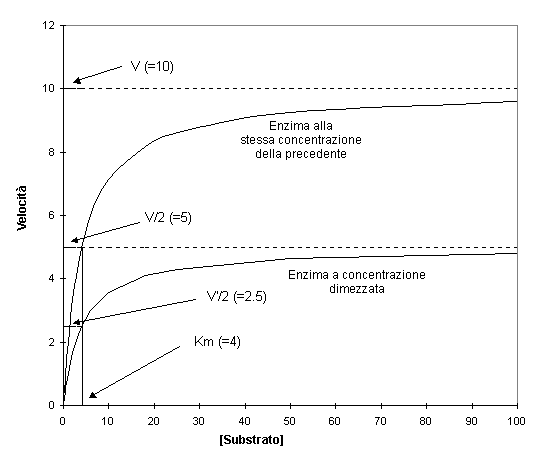 12
V (=10)
10
Enzima alla
stessa concentrazione
della precedente
8
Velocità
6
V/2 (=5)
4
Enzima a concentrazione
dimezzata
V'/2 (=2.5)
2
Km (=4)
0
0 10 20 30 40 50 60 70 80 90 100
[Substrato]